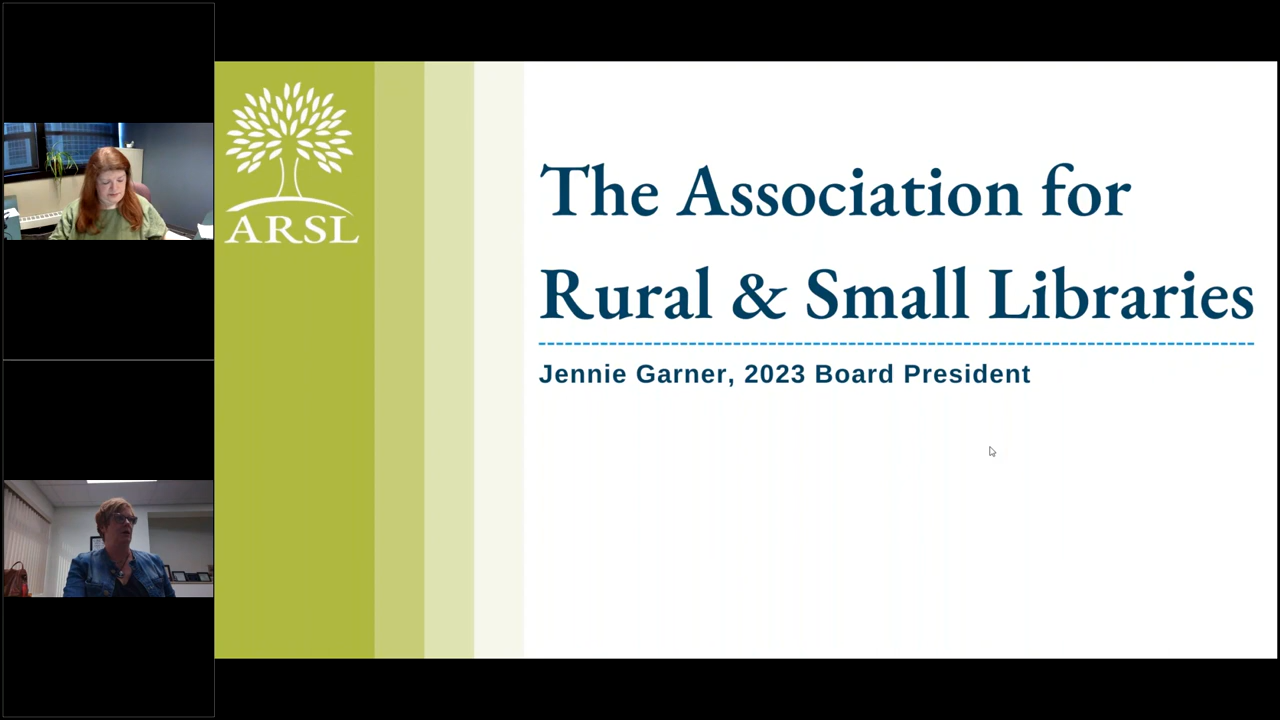 ARSL
The Association for
Rural & Small Libraries
Jennie Garner, 2023 Board President